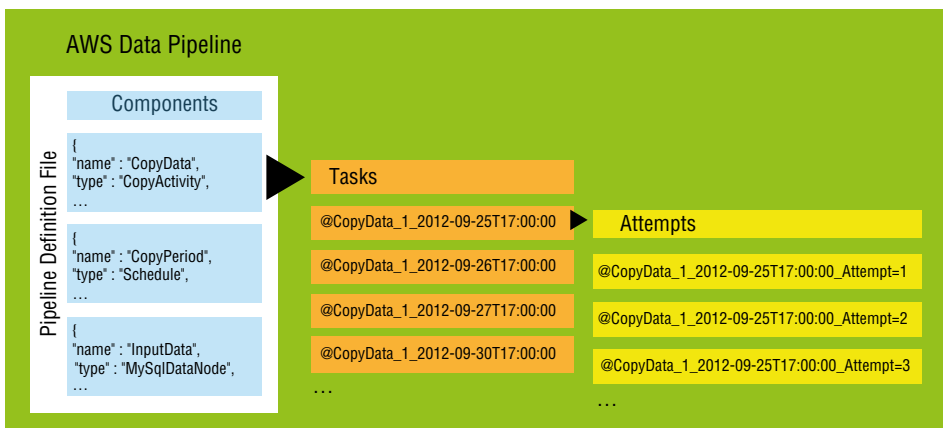 AWS Data Pipeline
Pipeline Definition File
Components
{
"name" : "CopyData",
"type" : "CopyActivity",
...
{
"name" : "CopyPeriod",
"type" : "Schedule",
...
{
"name" : "InputData",
"type" : "MySqlDataNode",
...
Tasks
@CopyData_1_2012-09-25T17:00:00
@CopyData_1_2012-09-26T17:00:00
@CopyData_1_2012-09-27T17:00:00
@CopyData_1_2012-09-30T17:00:00
...
Attempts
@CopyData_1_2012-09-25T17:00:00_Attempt=1
@CopyData_1_2012-09-25T17:00:00_Attempt=2
@CopyData_1_2012-09-25T17:00:00_Attempt=3
...